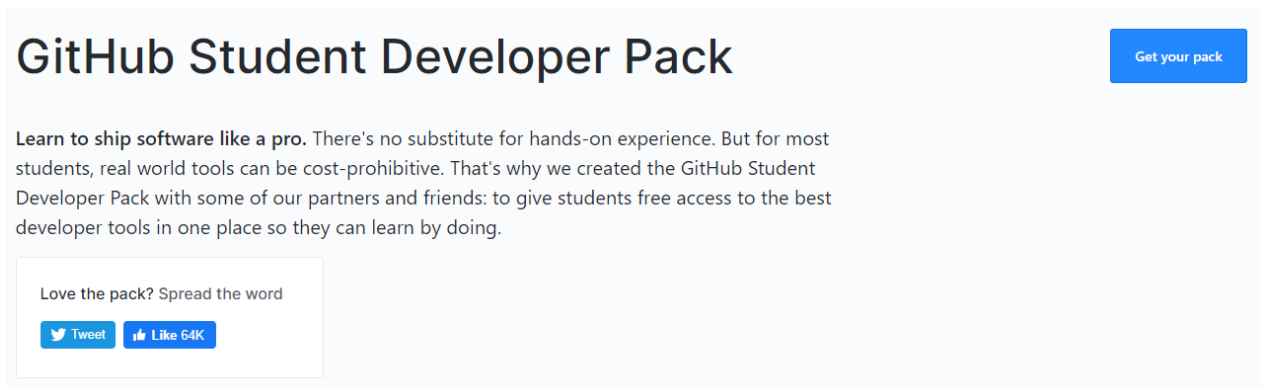 GitHub Student Developer Pack
Get your pack
Learn to ship software like a pro. There's no substitute for hands-on experience. But for most
students, real world tools can be cost-prohibitive. That's why we created the GitHub Student
Developer Pack with some of our partners and friends: to give students free access to the best
developer tools in one place so they can learn by doing.
Love the pack? Spread the word
Tweet
Like 64K